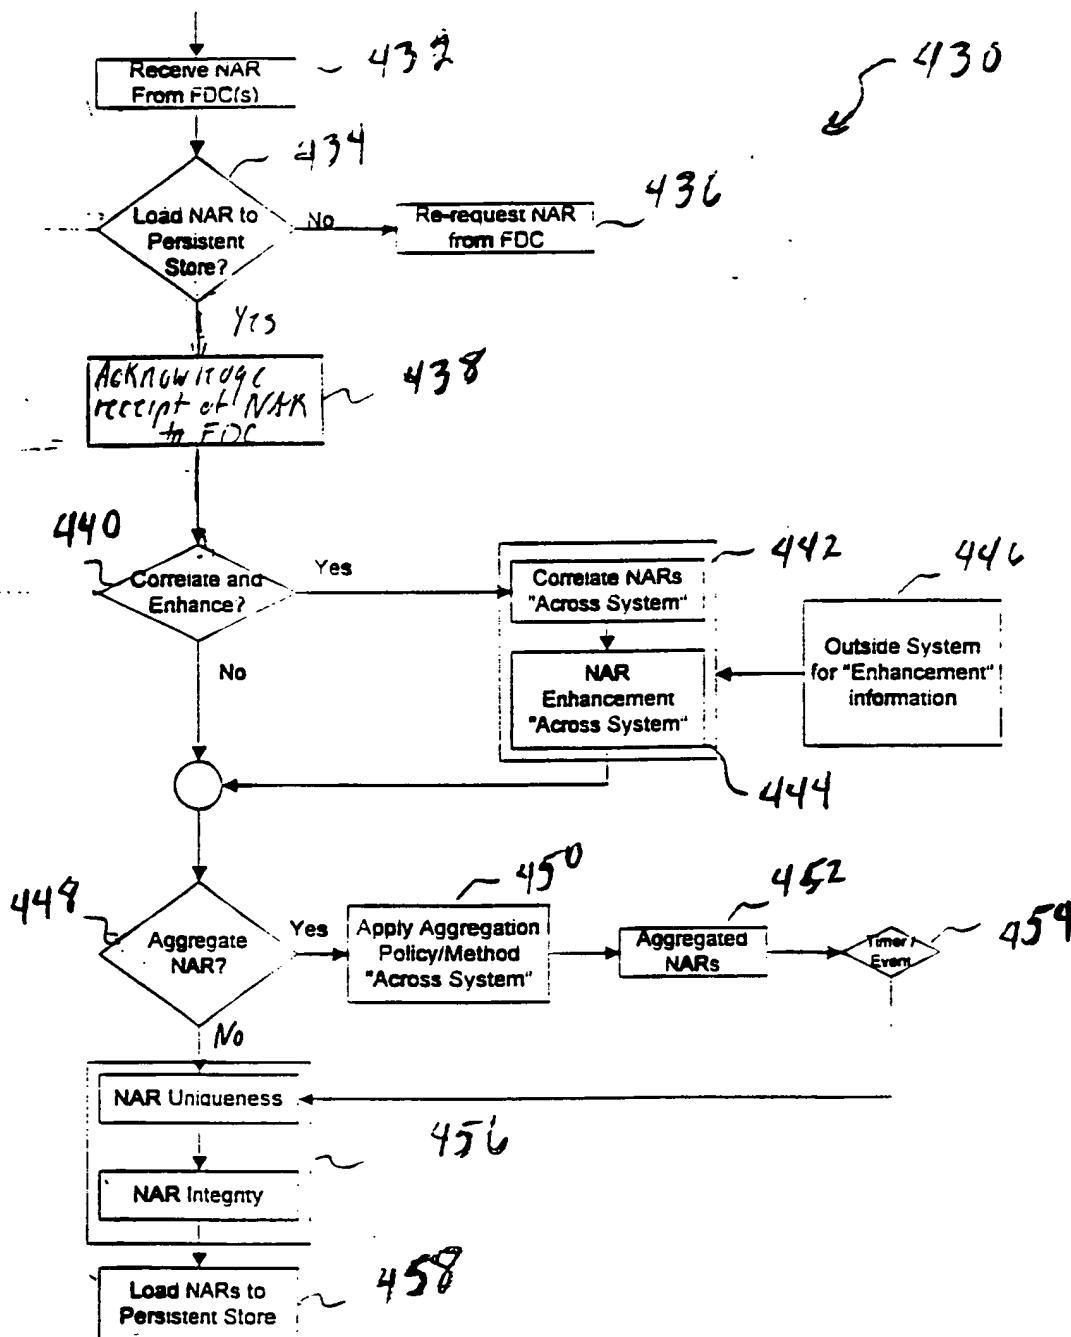 Receive NAR
From FDC(s)
432
430
434
Load NAR to
Persistent
Store?
No
Re-request NAR
from FDC
436
Yes
Acknowledge
receipt of NAR
to FDC
438
440
Correlate and
Enhance?
Yes
Correlate NARs
"Across System"
442
446
Outside System
for "Enhancement"
information
NAR
Enhancement
"Across System"
444
No
448
Aggregate
NAR?
Yes
Apply Aggregation
Policy/Method
"Across System"
450
Aggregated
NARs
452
Timer /
Event
454
No
NAR Uniqueness
456
NAR Integrity
Load NARs to
Persistent Store
458